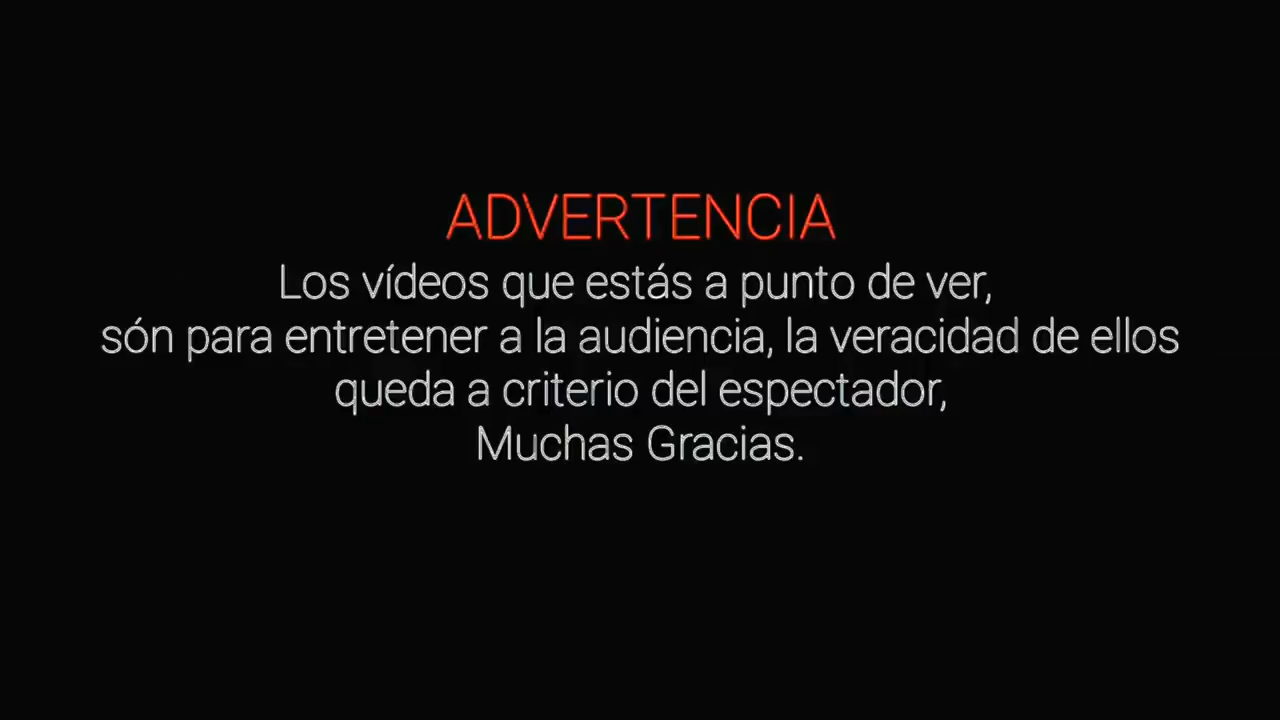 ADVERTENCIA
Los vídeos que estás a punto de ver,
són para entretener a la audiencia, la veracidad de ellos
queda a criterio del espectador,
Muchas Gracias.